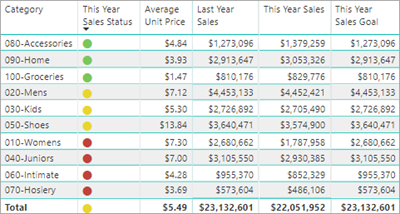 Category This Year Sales Status Average Unit Price Last Year Sales This Year Sales This Year Sales Goal
080-Accessories $4.84 $1,273,096 $1,379,259 $1,273,096
090-Home $3.93 $2,913,647 $3,053,326 $2,913,647
100-Groceries $1.47 $810,176 $829,776 $810,176
020-Mens $7.12 $4,453,133 $4,452,421 $4,453,133
030-Kids $5.30 $2,726,892 $2,705,490 $2,726,892
050-Shoes $13.84 $3,640,471 $3,574,900 $3,640,471
010-Womens $7.30 $2,680,662 $1,787,958 $2,680,662
040-Juniors $7.00 $3,105,550 $2,930,385 $3,105,550
060-Intimate $4.28 $955,370 $852,329 $955,370
070-Hosiery $3.69 $573,604 $486,106 $573,604
Total $5.49 $23,132,601 $22,051,952 $23,132,601